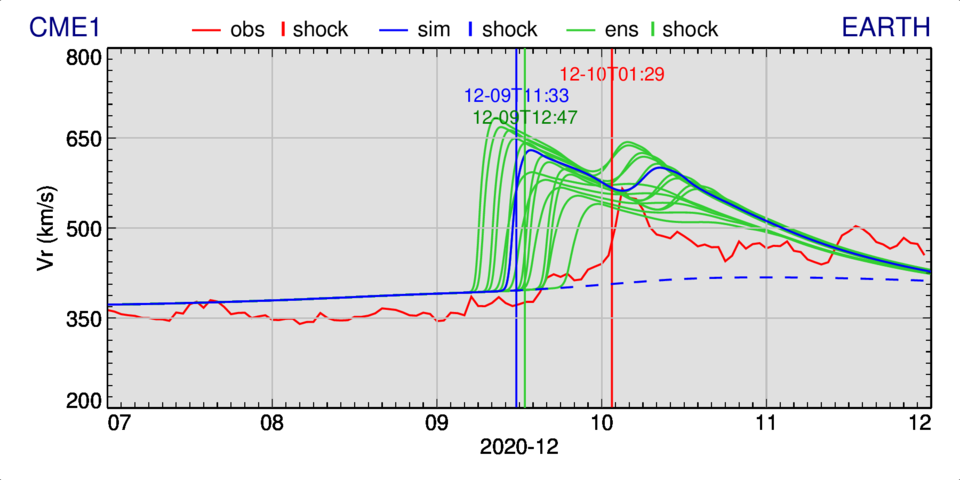 CME1 obs shock sim shock ens shock EARTH
800
12-10T01:29
12-09T11:33
12-09T12:47
650
500
350
200
Vr (km/s)
07 08 09 10 11 12
2020-12